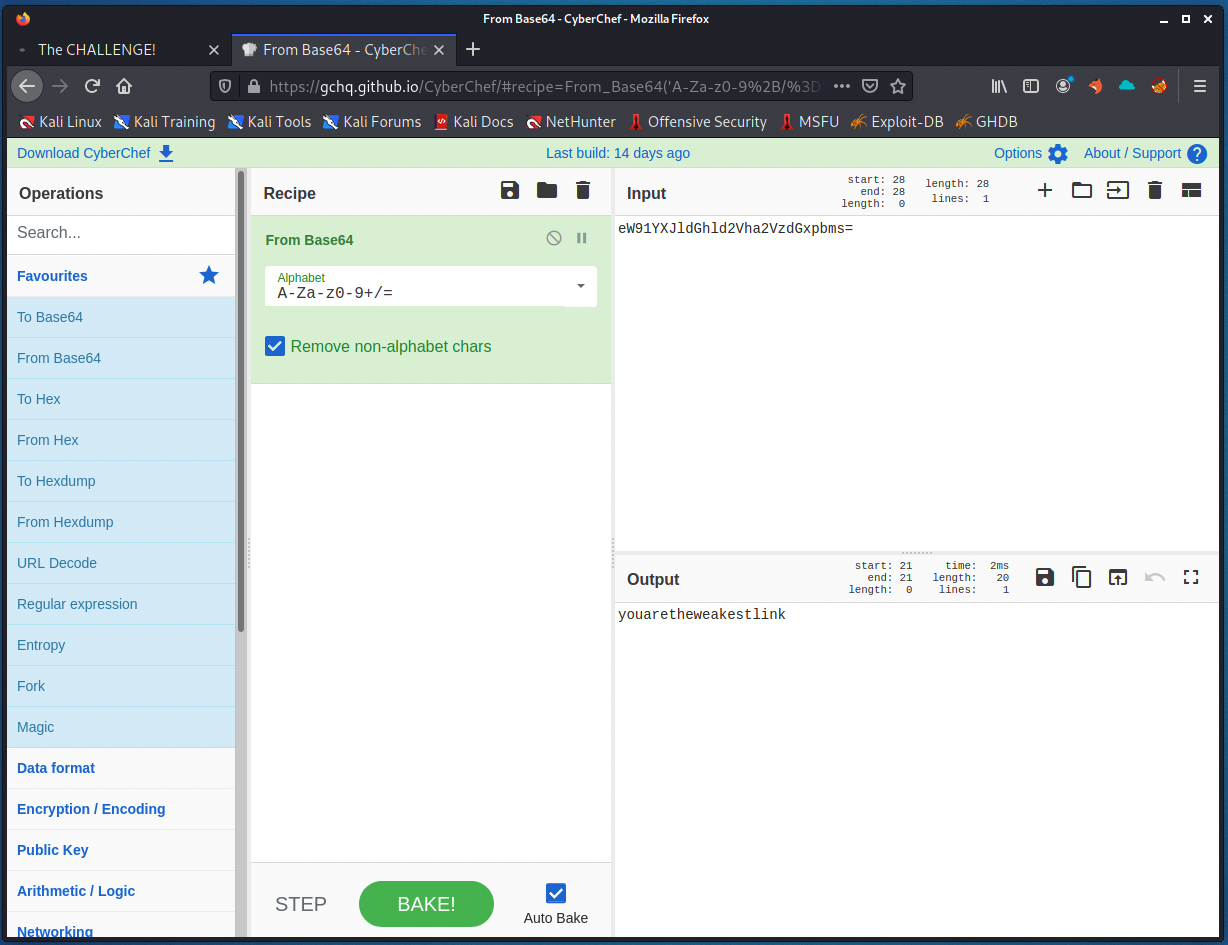 From Base64 - CyberChef - Mozilla Firefox
The CHALLENGE!
From Base64 - CyberChe
https://gchq.github.io/CyberChef/#recipe=From_Base64('A-Za-z0-9%2B/%3D'
Kali Linux Kali Training Kali Tools Kali Forums Kali Docs NetHunter Offensive Security MSFU Exploit-DB GHDB
Download CyberChef
Last build: 14 days ago
Options
About / Support
Operations
Search...
Favourites
To Base64
From Base64
To Hex
From Hex
To Hexdump
From Hexdump
URL Decode
Regular expression
Entropy
Fork
Magic
Data format
Encryption / Encoding
Public Key
Arithmetic / Logic
Networking
Recipe
From Base64
Alphabet
A-Za-z0-9+/=
Remove non-alphabet chars
STEP
BAKE!
Auto Bake
Input
start: 28
end: 28
length: 0
length: 28
lines: 1
eW91YXJldGhld2Vha2VzdGxpbms=
Output
start: 21
end: 21
length: 0
time: 2ms
length: 20
lines: 1
youaretheweakestlink